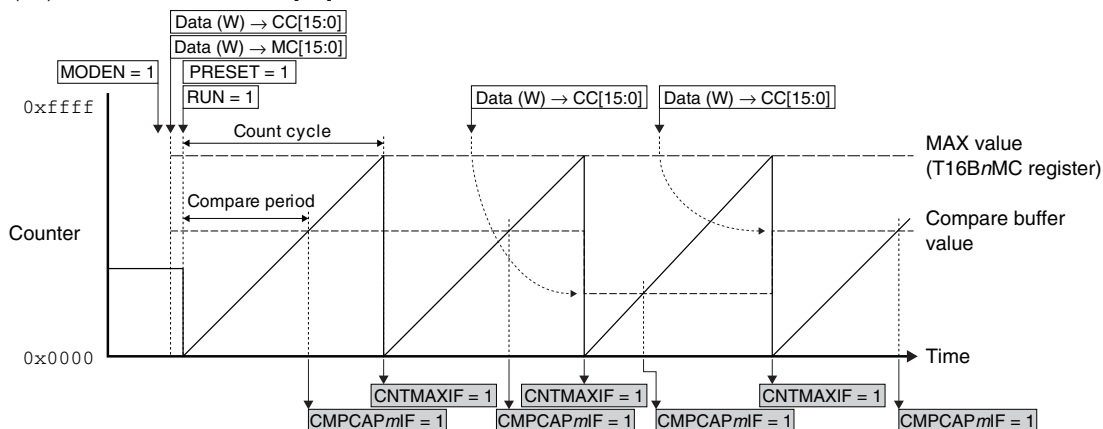 Data (W) → CC[15:0]
Data (W) → MC[15:0]
MODEN = 1
PRESET = 1
RUN = 1
Data (W) → CC[15:0]
Data (W) → CC[15:0]
0xffff
Count cycle
MAX value
(T16BnMC register)
Compare period
Counter
Compare buffer
value
0x0000
Time
CNTMAXIF = 1
CNTMAXIF = 1
CNTMAXIF = 1
CMPCAPmIF = 1
CMPCAPmIF = 1
CMPCAPmIF = 1
CMPCAPmIF = 1